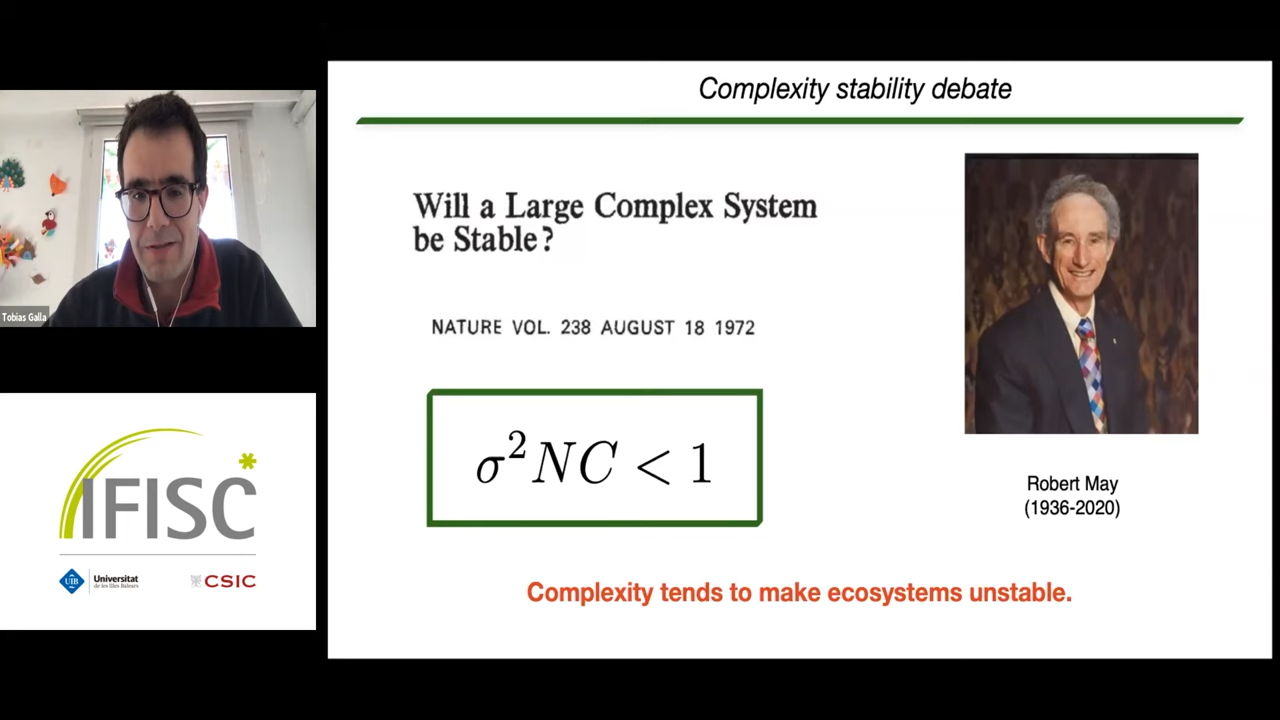 Complexity stability debate
Will a Large Complex System
be Stable?
NATURE VOL. 238 AUGUST 18 1972
σ²NC < 1
Robert May
(1936-2020)
Complexity tends to make ecosystems unstable.
Tobias Galla
IFISC
UIB
Universitat
de les Illes Balears
CSIC